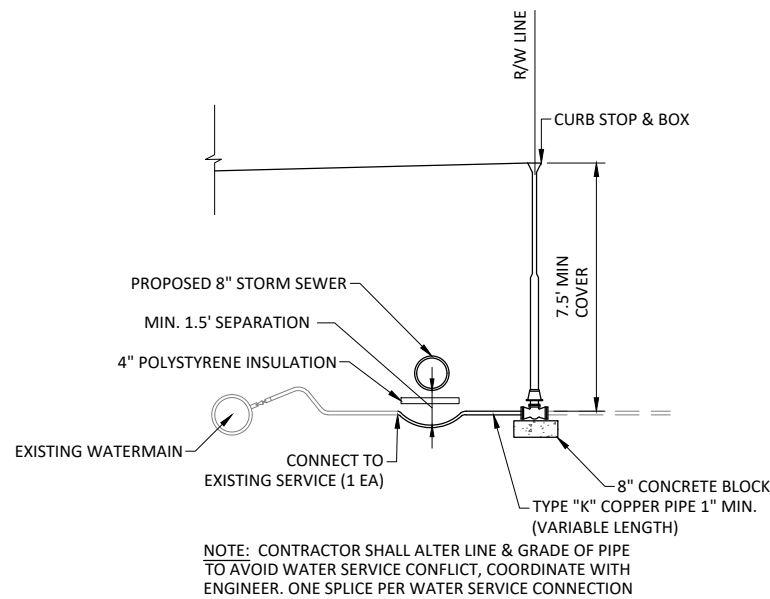 R/W LINE
CURB STOP & BOX
7.5' MIN
COVER
PROPOSED 8" STORM SEWER
MIN. 1.5' SEPARATION
4" POLYSTYRENE INSULATION
EXISTING WATERMAIN
CONNECT TO
EXISTING SERVICE (1 EA)
8" CONCRETE BLOCK
TYPE "K" COPPER PIPE 1" MIN.
(VARIABLE LENGTH)
NOTE: CONTRACTOR SHALL ALTER LINE & GRADE OF PIPE
TO AVOID WATER SERVICE CONFLICT, COORDINATE WITH
ENGINEER. ONE SPLICE PER WATER SERVICE CONNECTION